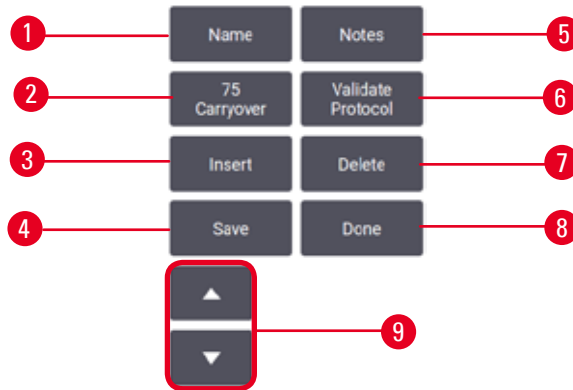 1 Name Notes 5
2 75 Carryover Validate Protocol 6
3 Insert Delete 7
4 Save Done 8
9